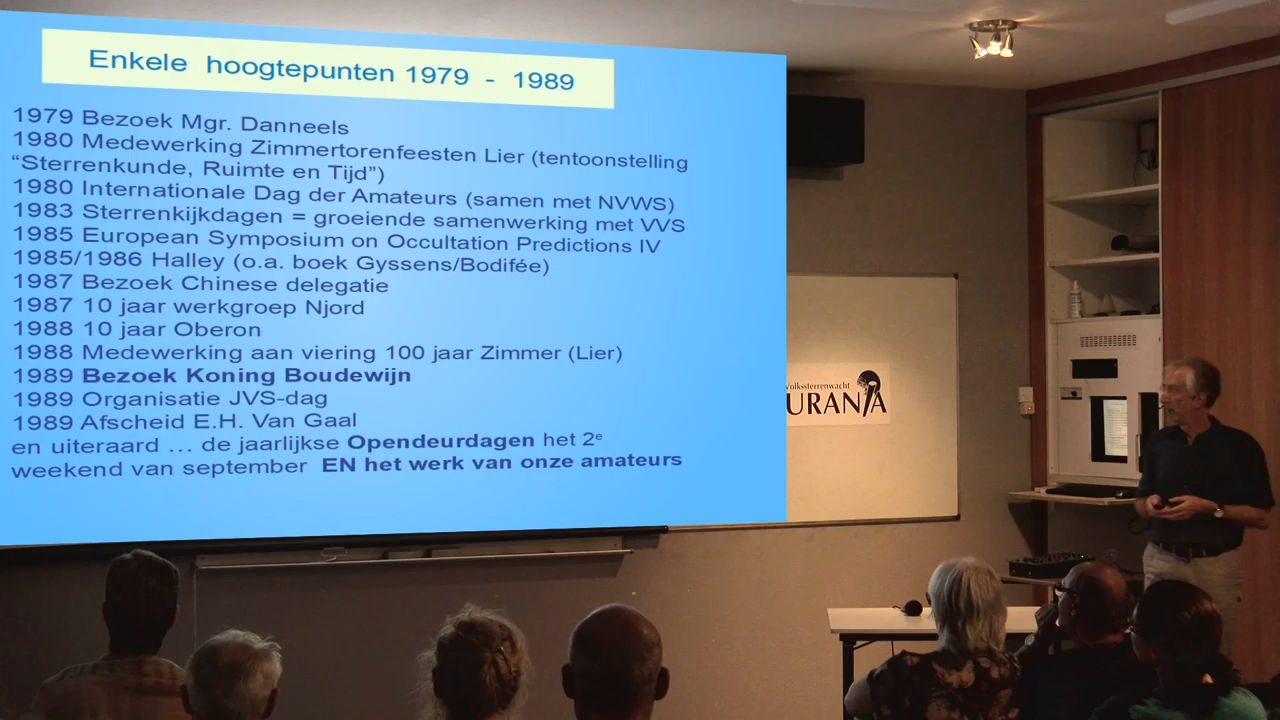 Enkele hoogtepunten 1979 - 1989
1979 Bezoek Mgr. Danneels
1980 Medewerking Zimmertorenfeesten Lier (tentoonstelling
“Sterrenkunde, Ruimte en Tijd”)
1980 Internationale Dag der Amateurs (samen met NVWS)
1983 Sterrenkijkdagen = groeiende samenwerking met VVS
1985 European Symposium on Occultation Predictions IV
1985/1986 Halley (o.a. boek Gyssens/Bodifée)
1987 Bezoek Chinese delegatie
1987 10 jaar werkgroep Njord
1988 10 jaar Oberon
1988 Medewerking aan viering 100 jaar Zimmer (Lier)
1989 Bezoek Koning Boudewijn
1989 Organisatie JVS-dag
1989 Afscheid E.H. Van Gaal
en uiteraard … de jaarlijkse Opendeurdagen het 2e
weekend van september EN het werk van onze amateurs
Volkssterrenwacht
URANIA